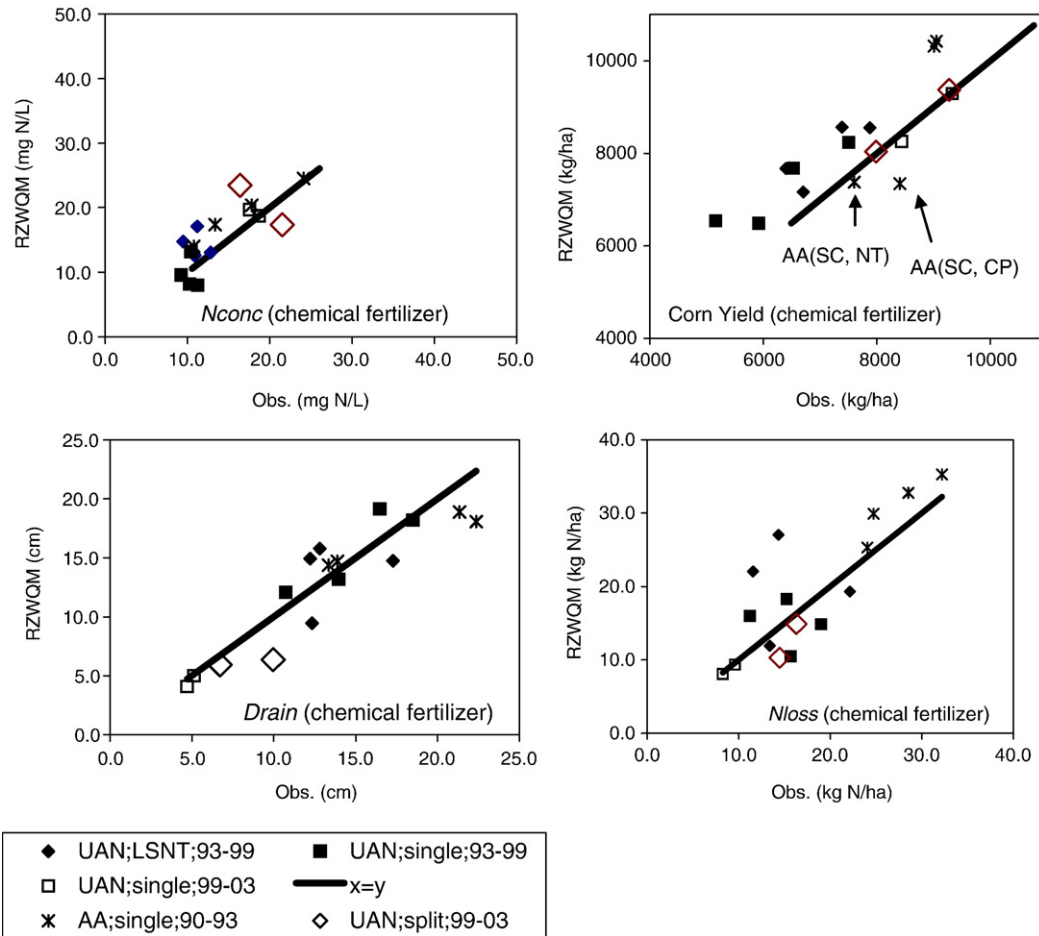 50.0
40.0
30.0
20.0
10.0
0.0
RZWQM (mg N/L)
Nconc (chemical fertilizer)
0.0 10.0 20.0 30.0 40.0 50.0
Obs. (mg N/L)
10000
8000
6000
4000
RZWQM (kg/ha)
AA(SC, NT)
AA(SC, CP)
Corn Yield (chemical fertilizer)
4000 6000 8000 10000
Obs. (kg/ha)
25.0
20.0
15.0
10.0
5.0
0.0
RZWQM (cm)
Drain (chemical fertilizer)
0.0 5.0 10.0 15.0 20.0 25.0
Obs. (cm)
40.0
30.0
20.0
10.0
0.0
RZWQM (kg N/ha)
Nloss (chemical fertilizer)
0.0 10.0 20.0 30.0 40.0
Obs. (kg N/ha)
UAN;LSNT;93-99 UAN;single;93-99
UAN;single;99-03 x=y
AA;single;90-93 UAN;split;99-03